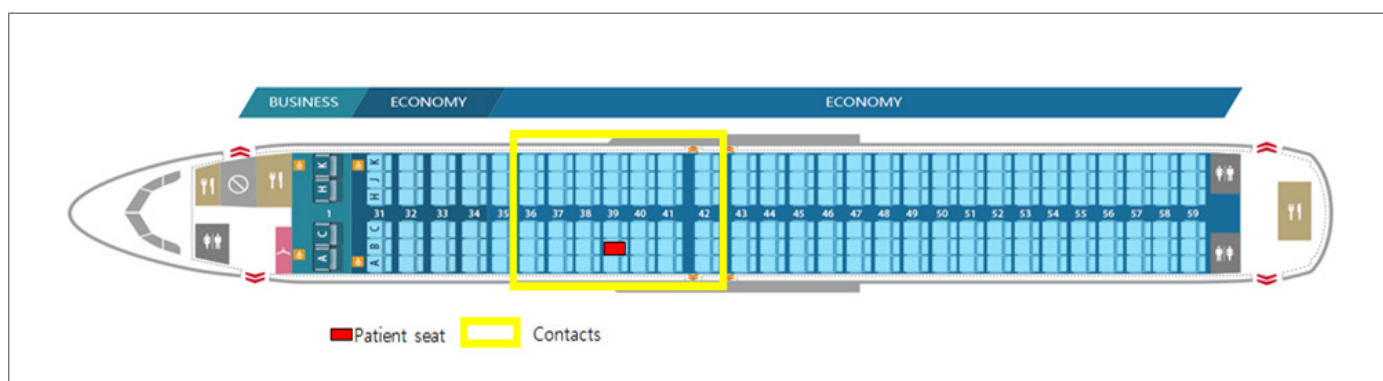 BUSINESS ECONOMY ECONOMY
K H K J H
1 31 32 33 34 35 36 37 38 39 40 41 42 43 44 45 46 47 48 49 50 51 52 53 54 55 56 57 58 59
C A C B A
Patient seat Contacts